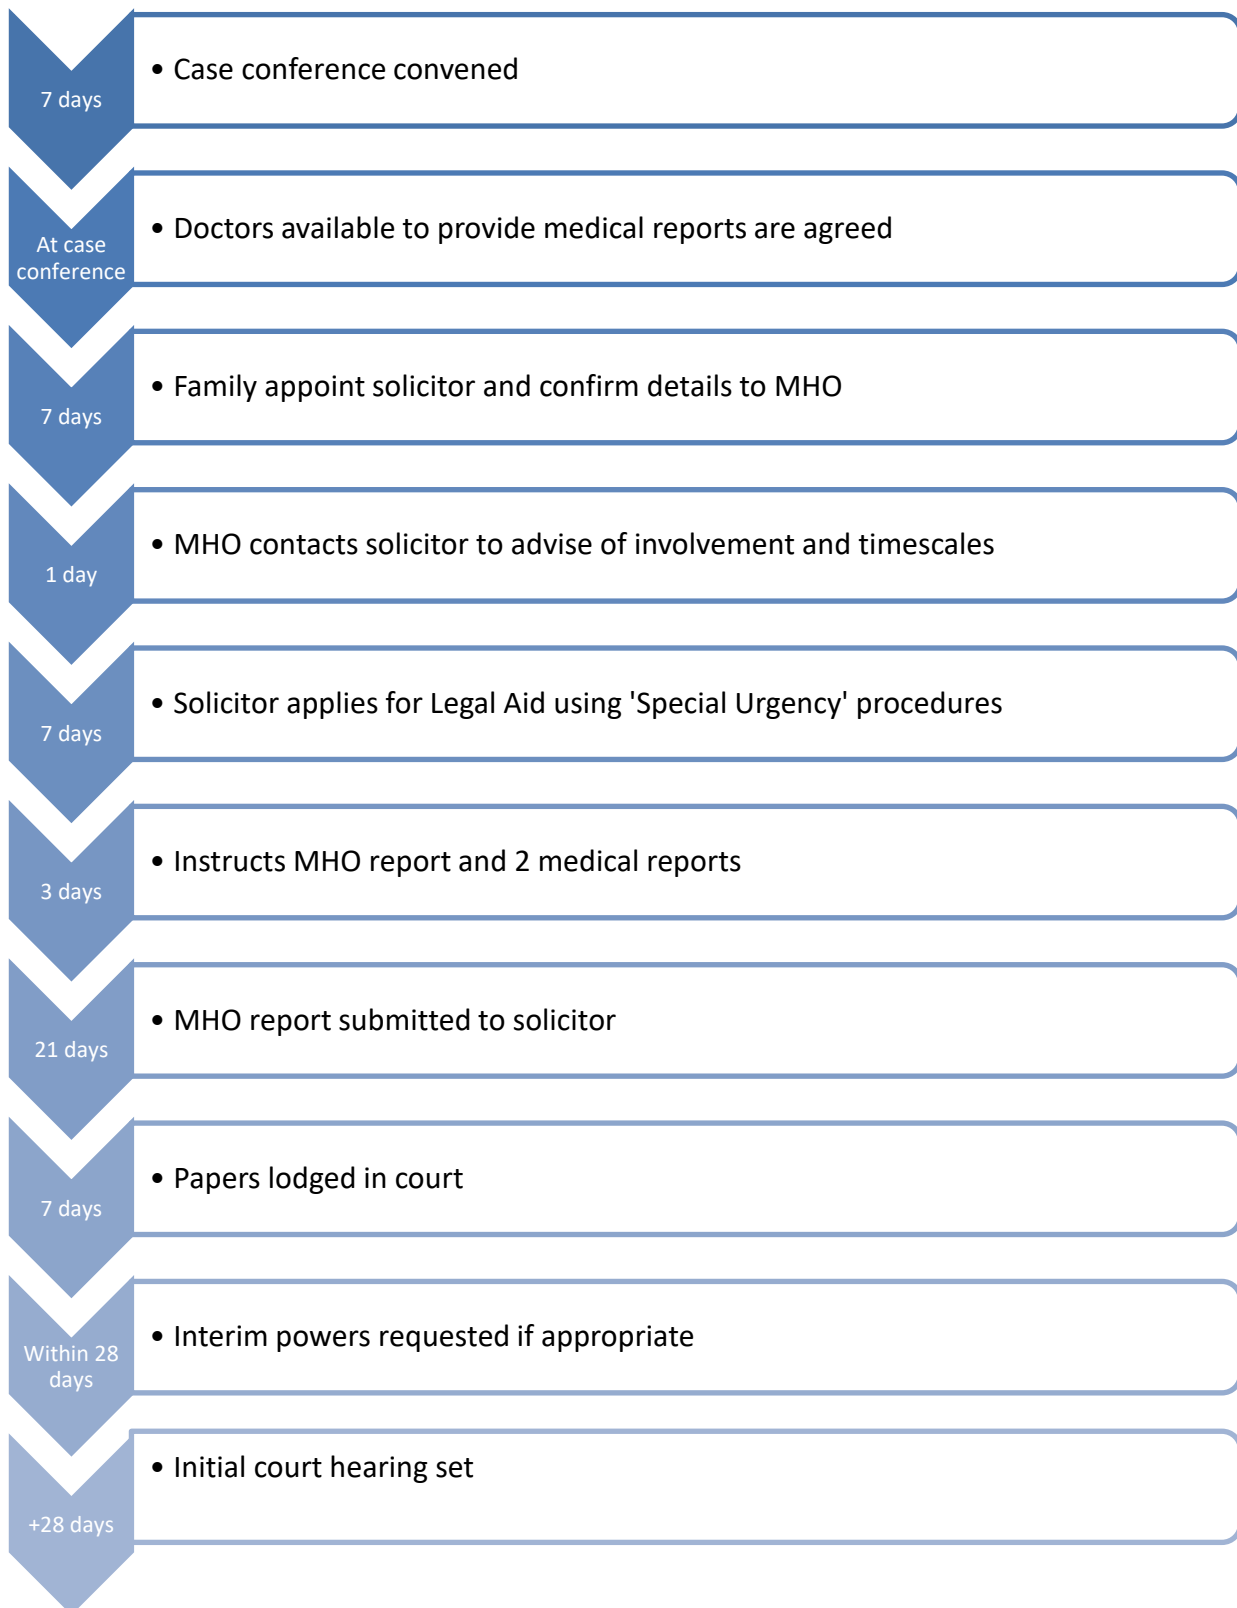 7 days
• Case conference convened
At case
conference
• Doctors available to provide medical reports are agreed
7 days
• Family appoint solicitor and confirm details to MHO
1 day
• MHO contacts solicitor to advise of involvement and timescales
7 days
• Solicitor applies for Legal Aid using 'Special Urgency' procedures
3 days
• Instructs MHO report and 2 medical reports
21 days
• MHO report submitted to solicitor
7 days
• Papers lodged in court
Within 28
days
• Interim powers requested if appropriate
+28 days
• Initial court hearing set